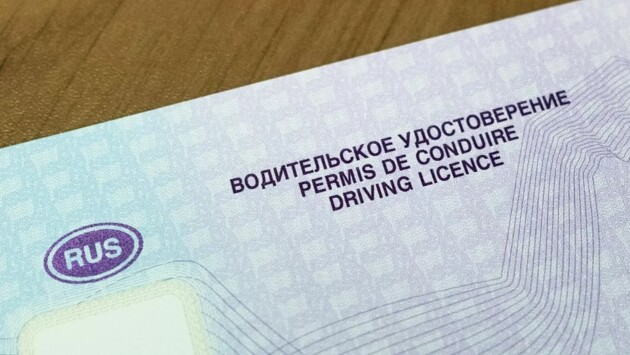 ВОДИТЕЛЬСКОЕ УДОСТОВЕРЕНИЕ
PERMIS DE CONDUIRE
DRIVING LICENCE
RUS